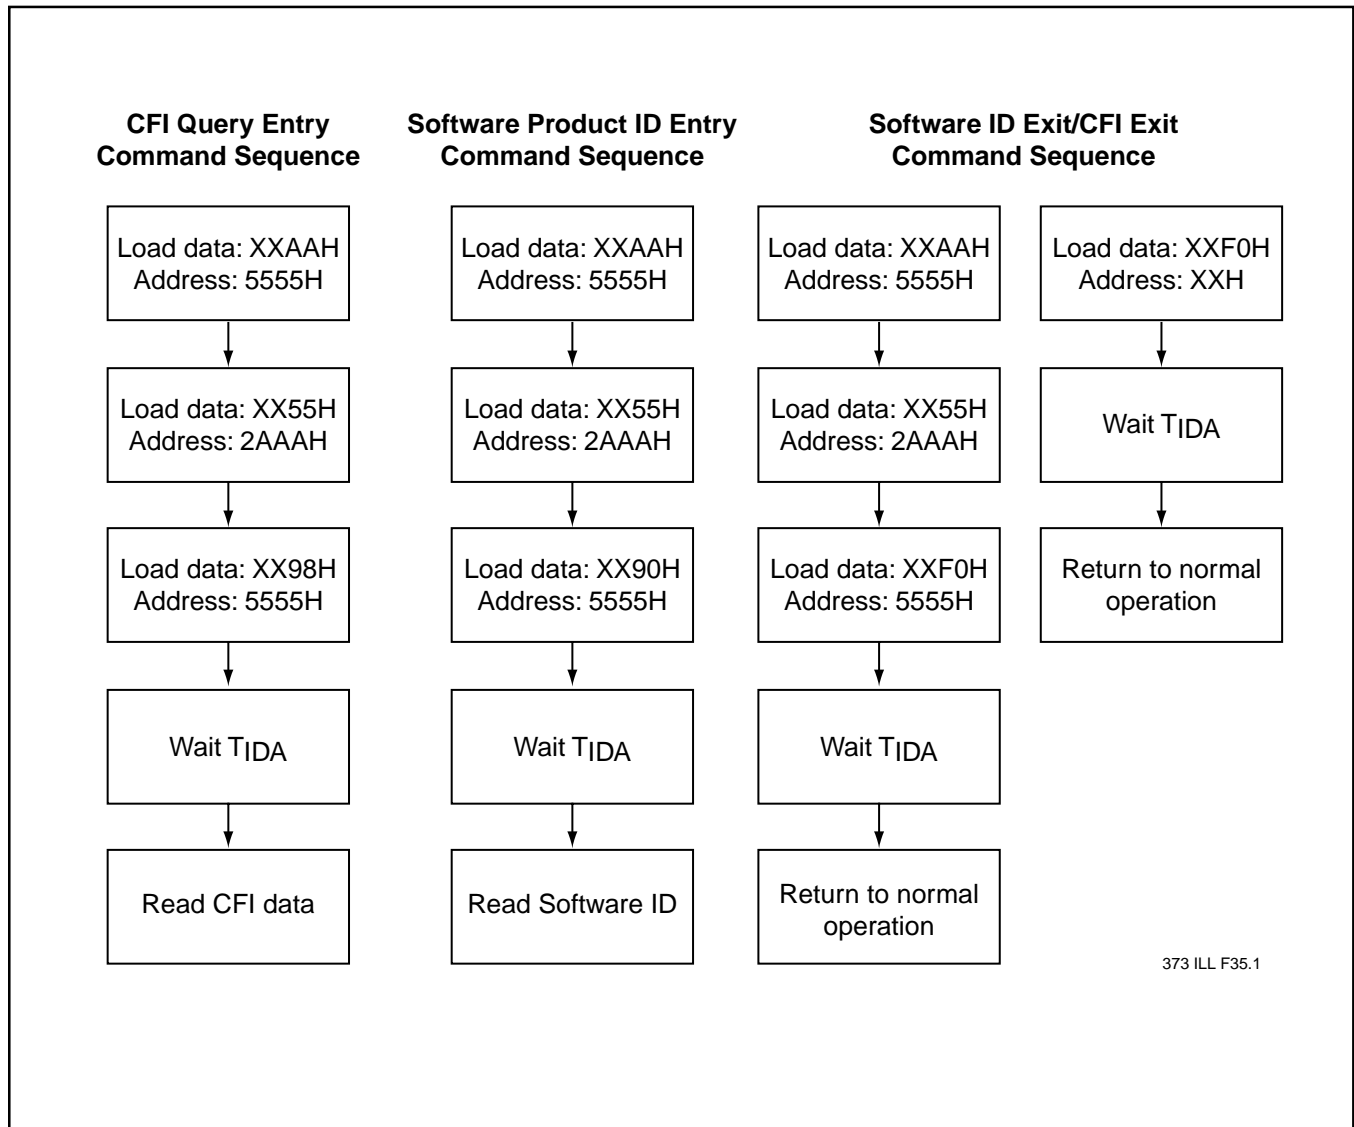 CFI Query Entry
Command Sequence
Load data: XXAAH
Address: 5555H
Load data: XX55H
Address: 2AAAH
Load data: XX98H
Address: 5555H
Wait TIDA
Read CFI data
Software Product ID Entry
Command Sequence
Load data: XXAAH
Address: 5555H
Load data: XX55H
Address: 2AAAH
Load data: XX90H
Address: 5555H
Wait TIDA
Read Software ID
Software ID Exit/CFI Exit
Command Sequence
Load data: XXAAH
Address: 5555H
Load data: XX55H
Address: 2AAAH
Load data: XXF0H
Address: 5555H
Wait TIDA
Return to normal
operation
Load data: XXF0H
Address: XXH
Wait TIDA
Return to normal
operation
373 ILL F35.1